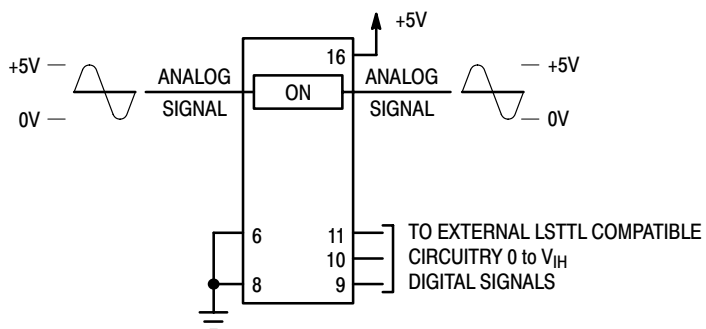 +5V
16
+5V
ANALOG
SIGNAL
ON
ANALOG
SIGNAL
+5V
0V
0V
6
11
TO EXTERNAL LSTTL COMPATIBLE
10
CIRCUITRY 0 to VIH
8
9
DIGITAL SIGNALS